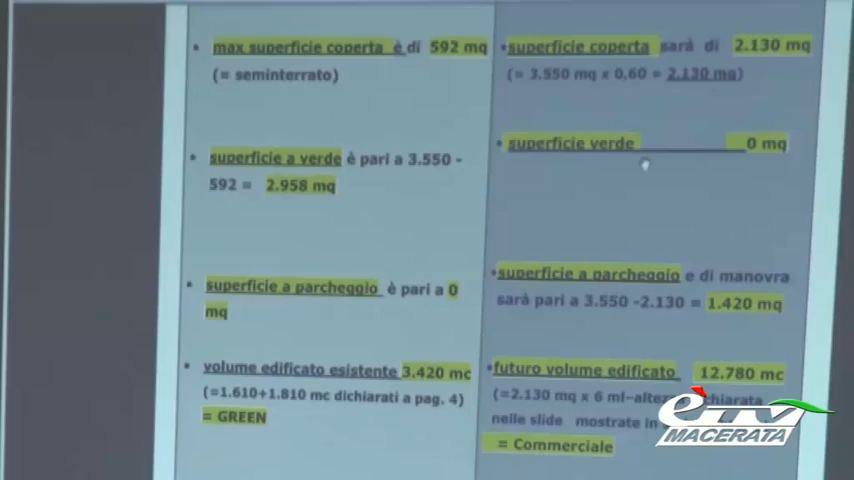 • max superficie coperta è di 592 mq
(= seminterrato)
• superficie a verde è pari a 3.550 -
592 = 2.958 mq
• superficie a parcheggio è pari a 0
mq
• volume edificato esistente 3.420 mc
(=1.610+1.810 mc dichiarati a pag. 4)
= GREEN
• superficie coperta sarà di 2.130 mq
(= 3.550 mq x 0,60 = 2.130 mq)
• superficie verde 0 mq
• superficie a parcheggio e di manovra
sarà pari a 3.550 -2.130 = 1.420 mq
• futuro volume edificato 12.780 mc
(=2.130 mq x 6 ml-
nelle slide mostrate in
= Commerciale
eTV
MACERATA